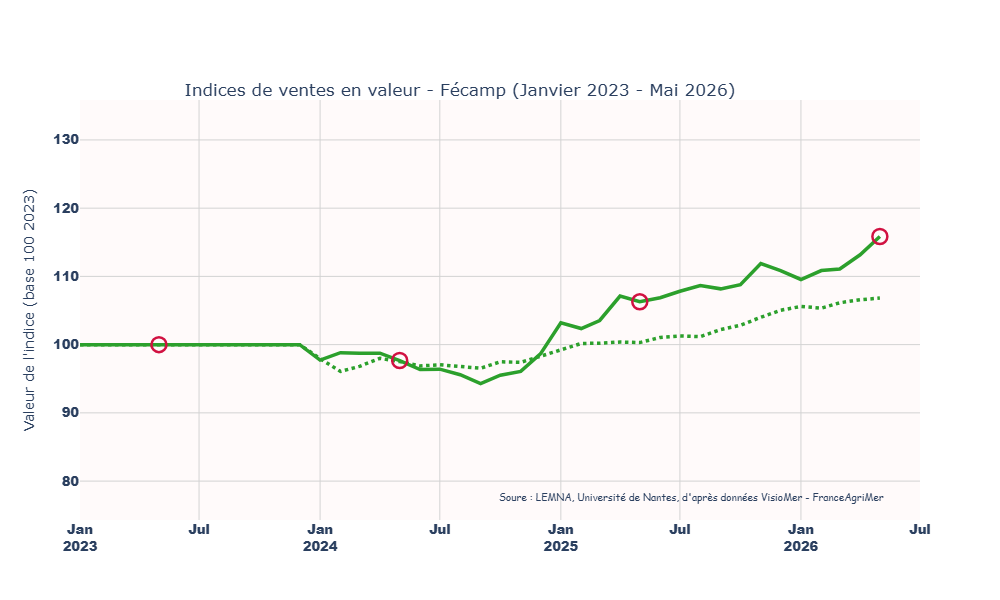 Indices de ventes en valeur - Fécamp (Janvier 2023 - Mai 2026)
Valeur de l'indice (base 100 2023)
130
120
110
100
90
80
Soure : LEMNA, Université de Nantes, d'après données VisioMer - FranceAgriMer
Jan
2023
Jul
Jan
2024
Jul
Jan
2025
Jul
Jan
2026
Jul